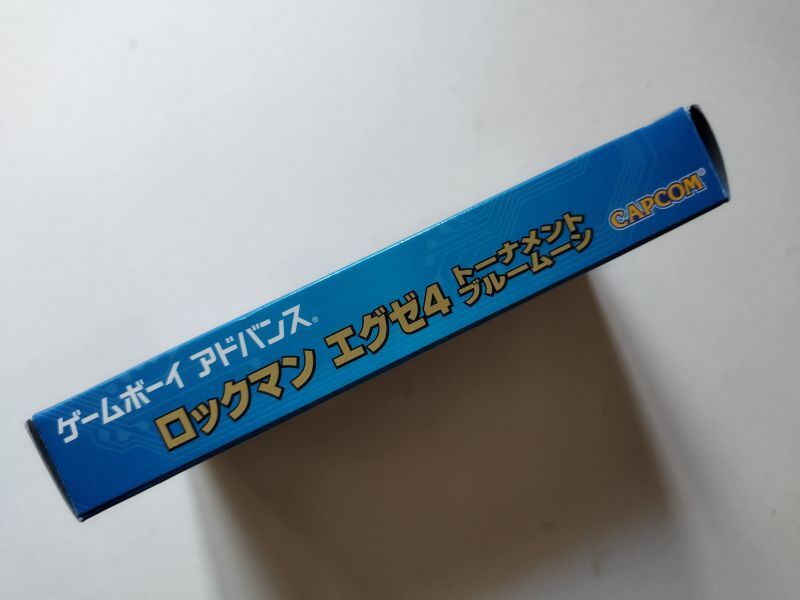 ゲームボーイ アドバンス®
ロックマン エグゼ4
トーナメント
ブルームーン
CAPCOM®